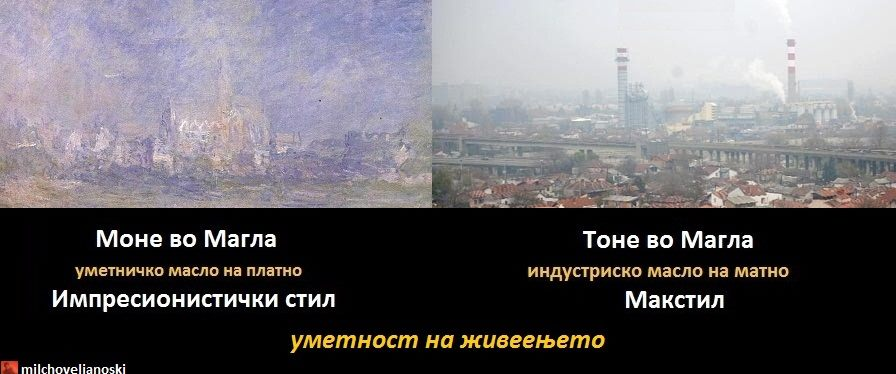 Моне во Магла
уметничко масло на платно
Импресионистички стил
Тоне во Магла
индустриско масло на матно
Макстил
уметност на живеењето
milchoveljanoski